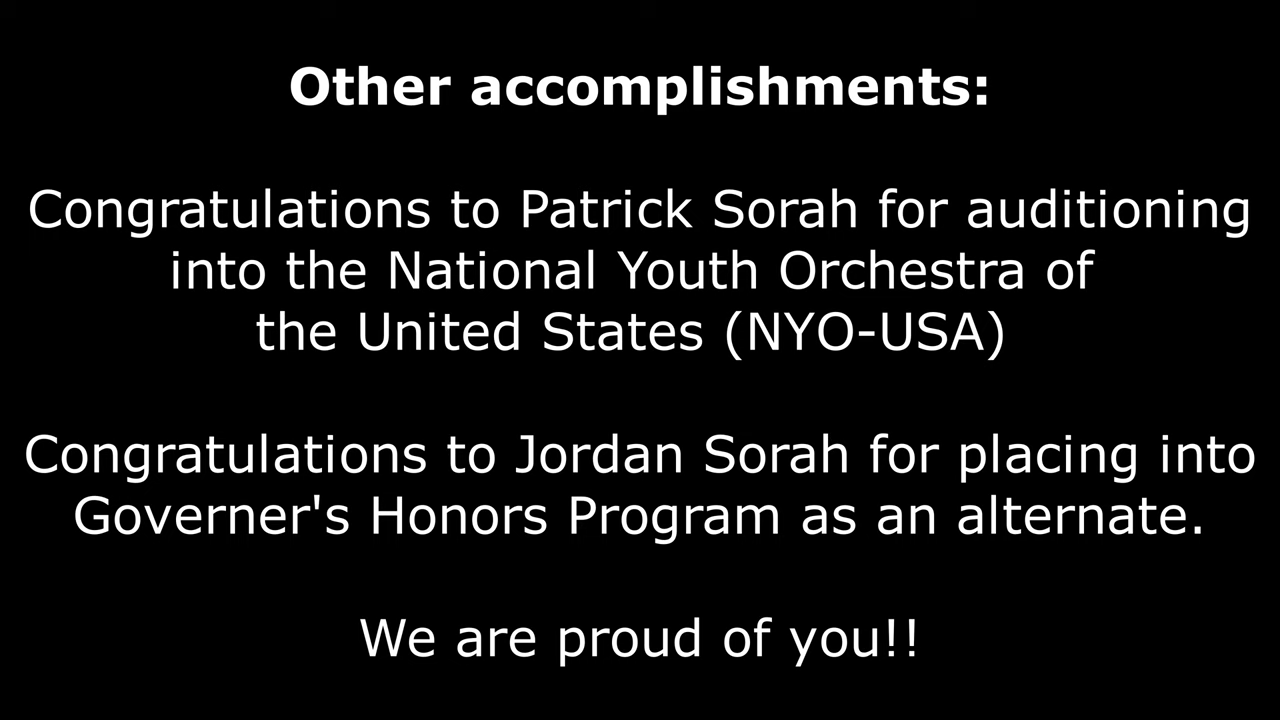 Other accomplishments:
Congratulations to Patrick Sorah for auditioning
into the National Youth Orchestra of
the United States (NYO-USA)
Congratulations to Jordan Sorah for placing into
Governer's Honors Program as an alternate.
We are proud of you!!